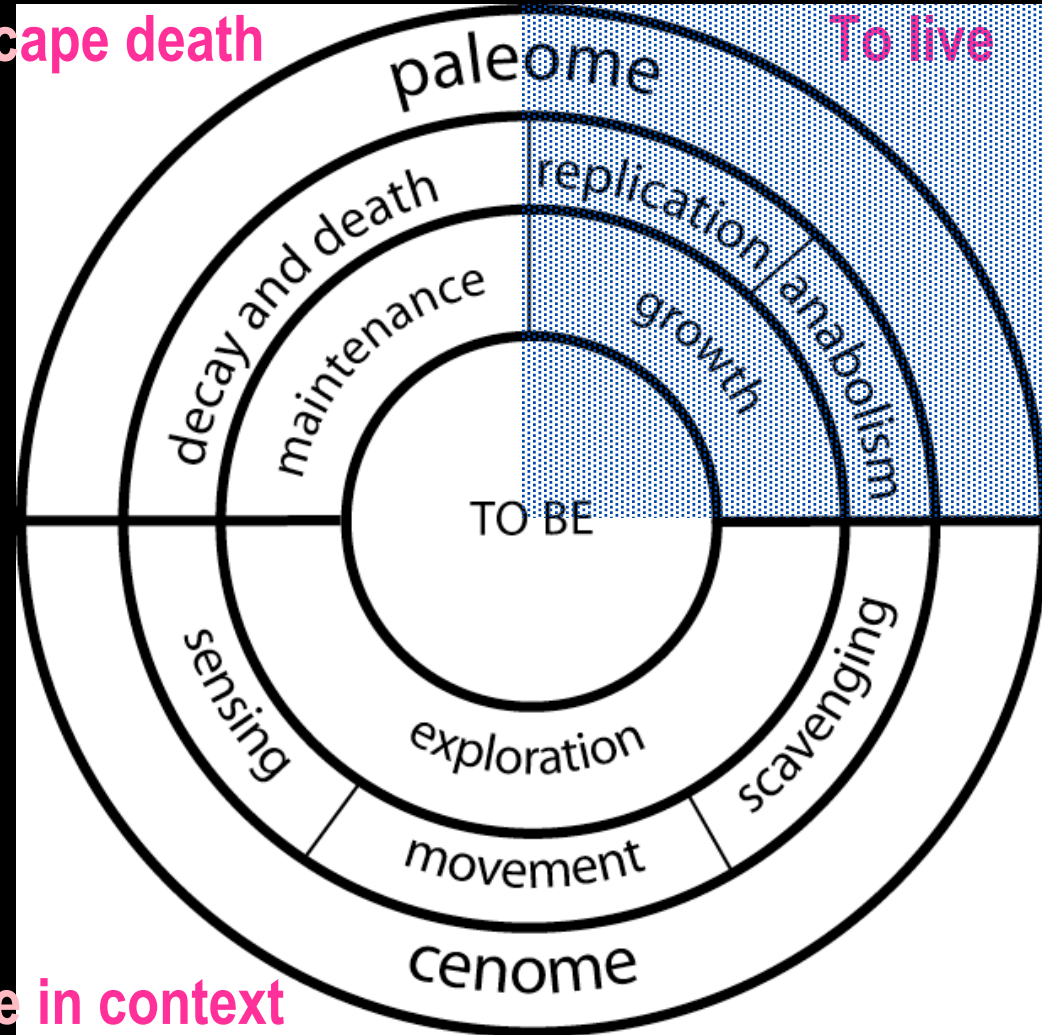 cape death
To live
paleome
replication
decay and death
anabolism
maintenance
growth
TO BE
sensing
scavenging
exploration
movement
cenome
e in context